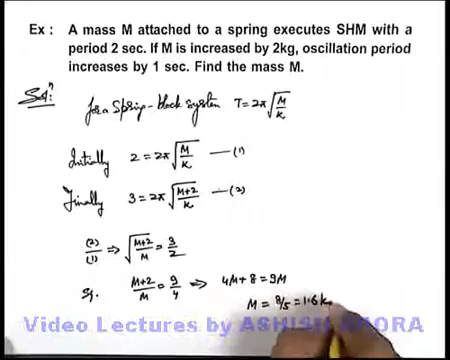 Ex : A mass M attached to a spring executes SHM with a
period 2 sec. If M is increased by 2kg, oscillation period
increases by 1 sec. Find the mass M.
Solⁿ:
for a Spring-block system T = 2π√(M/K)
Initially 2 = 2π√(M/K) —(1)
Finally 3 = 2π√((M+2)/K) —(2)
(2)/(1) ⇒ √((M+2)/M) = 3/2
Sq. (M+2)/M = 9/4 ⇒ 4M + 8 = 9M
M = 8/5 = 1.6 k
Video Lectures by ASHISH ARORA